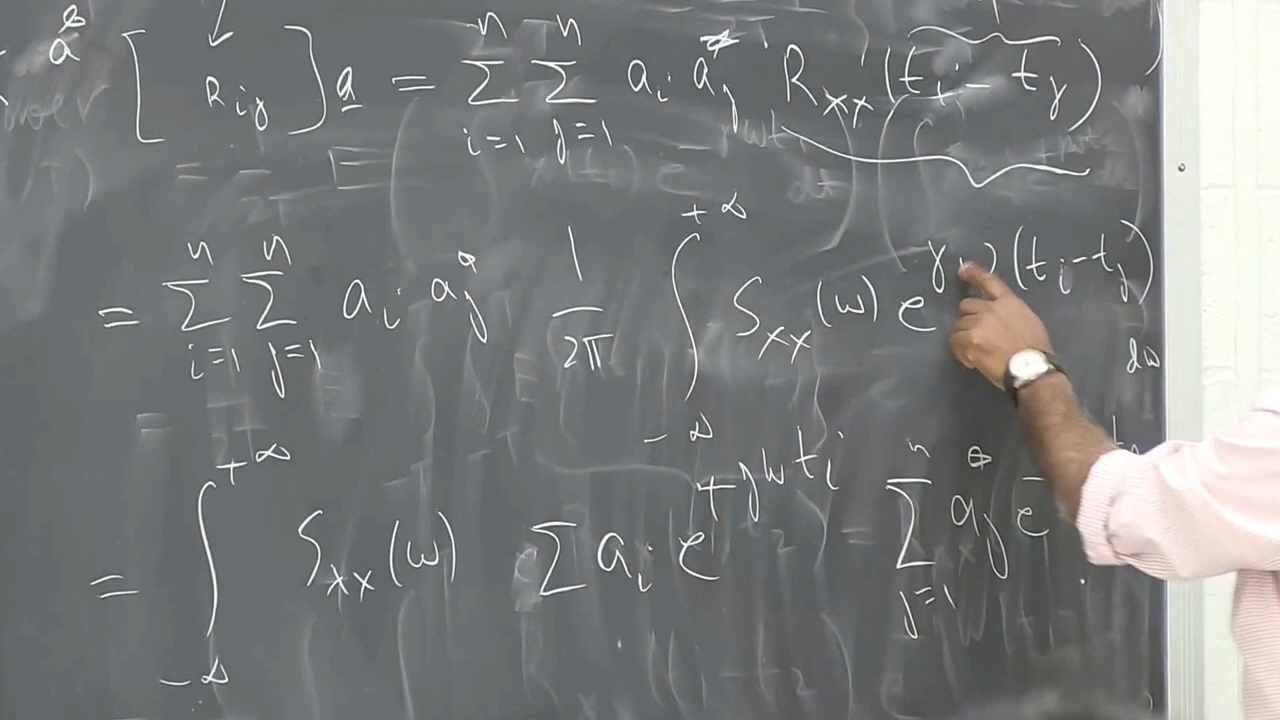 a* [ R_ij ] a = Σ_{i=1}^{n} Σ_{j=1}^{n} a_i a_j* R_xx (t_i - t_j)
= Σ_{i=1}^{n} Σ_{j=1}^{n} a_i a_j* 1/2π ∫_{-∞}^{+∞} S_xx (ω) e^{jω(t_i - t_j)} dω
= ∫_{-∞}^{+∞} S_xx (ω) Σ a_i e^{+jωt_i} Σ_{j=1}^{n} a_j* e^-